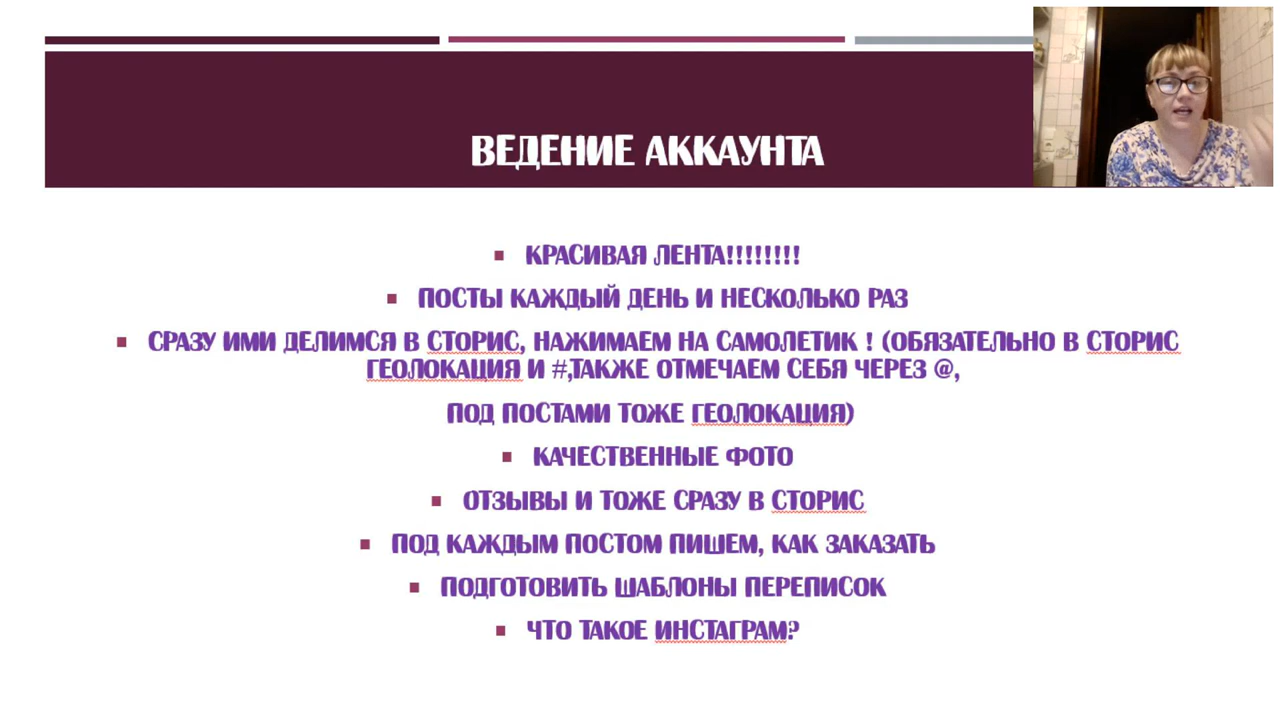 ВЕДЕНИЕ АККАУНТА
КРАСИВАЯ ЛЕНТА!!!!!!!!
ПОСТЫ КАЖДЫЙ ДЕНЬ И НЕСКОЛЬКО РАЗ
СРАЗУ ИМИ ДЕЛИМСЯ В СТОРИС, НАЖИМАЕМ НА САМОЛЕТИК ! (ОБЯЗАТЕЛЬНО В СТОРИС
ГЕОЛОКАЦИЯ И #,ТАКЖЕ ОТМЕЧАЕМ СЕБЯ ЧЕРЕЗ @,
ПОД ПОСТАМИ ТОЖЕ ГЕОЛОКАЦИЯ)
КАЧЕСТВЕННЫЕ ФОТО
ОТЗЫВЫ И ТОЖЕ СРАЗУ В СТОРИС
ПОД КАЖДЫМ ПОСТОМ ПИШЕМ, КАК ЗАКАЗАТЬ
ПОДГОТОВИТЬ ШАБЛОНЫ ПЕРЕПИСОК
ЧТО ТАКОЕ ИНСТАГРАМ?